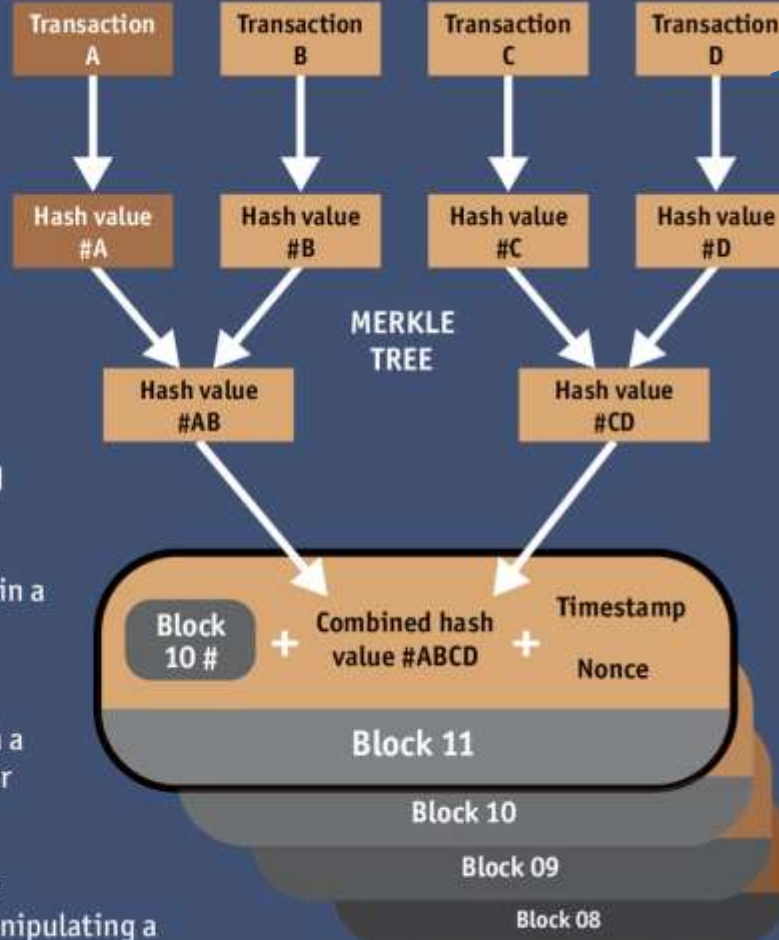 Transaction
A
Transaction
B
Transaction
C
Transaction
D
Hash value
#A
Hash value
#B
Hash value
#C
Hash value
#D
MERKLE
TREE
Hash value
#AB
Hash value
#CD
in a
a
r
nipulating a
Block
10 #
+
Combined hash
value #ABCD
+
Timestamp
Nonce
Block 11
Block 10
Block 09
Block 08